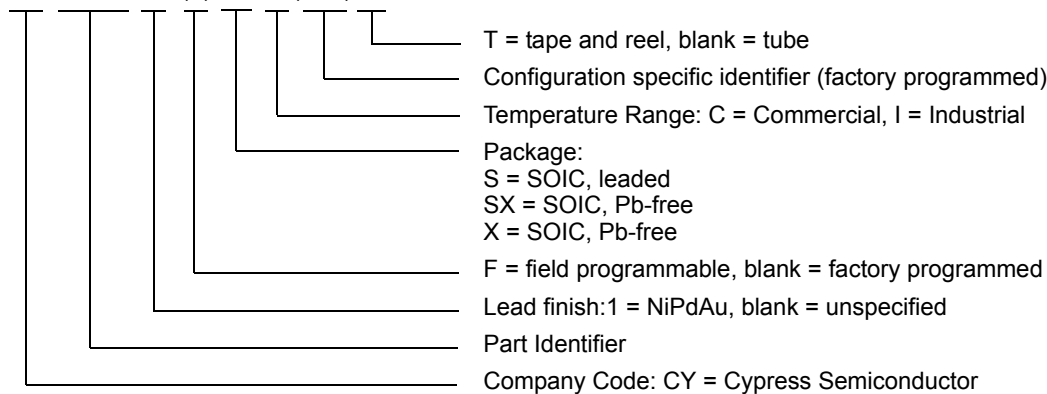 T = tape and reel, blank = tube
Configuration specific identifier (factory programmed)
Temperature Range: C = Commercial, I = Industrial
Package:
S = SOIC, leaded
SX = SOIC, Pb-free
X = SOIC, Pb-free
F = field programmable, blank = factory programmed
Lead finish:1 = NiPdAu, blank = unspecified
Part Identifier
Company Code: CY = Cypress Semiconductor